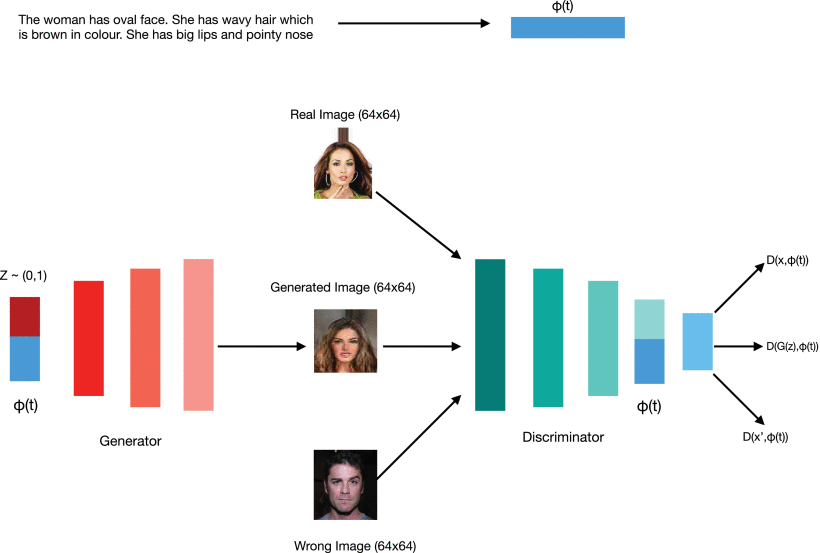 The woman has oval face. She has wavy hair which
is brown in colour. She has big lips and pointy nose
φ(t)
Real Image (64x64)
Z ~ (0,1)
Generated Image (64x64)
D(x,φ(t))
D(G(z),φ(t))
φ(t)
φ(t)
Generator
Discriminator
D(x',φ(t))
Wrong Image (64x64)